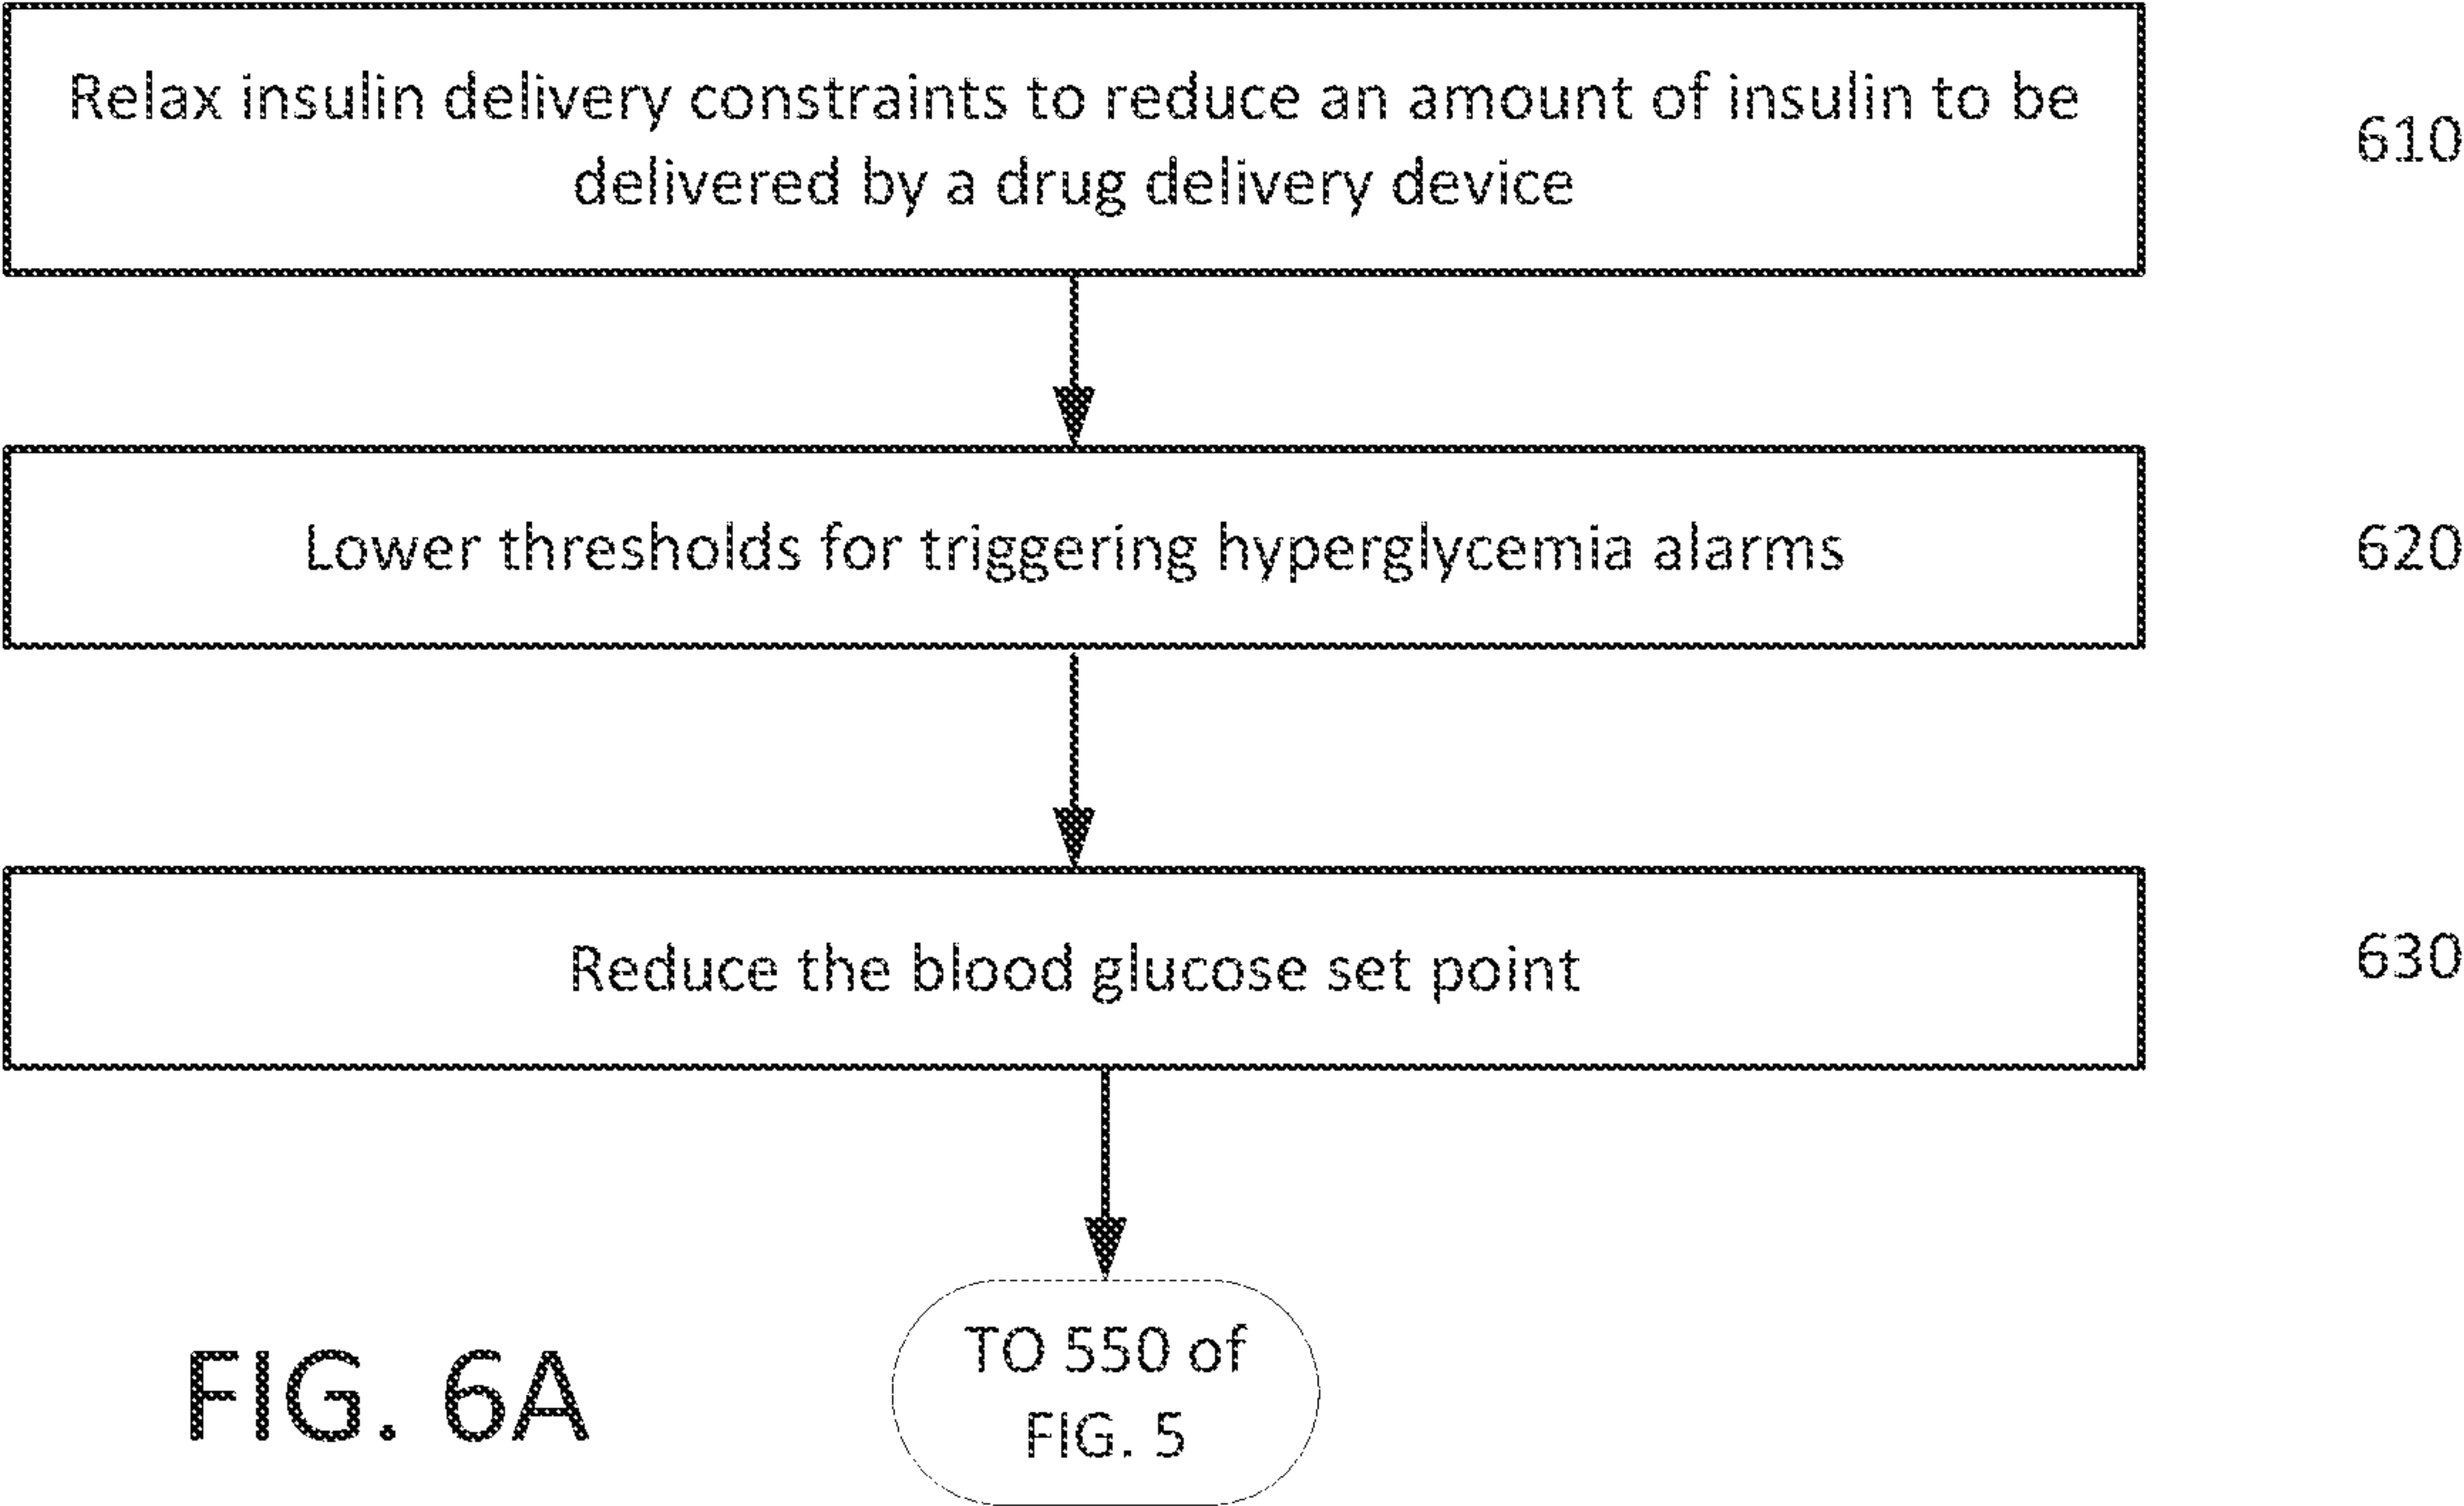 Relax insulin delivery constraints to reduce an amount of insulin to be
delivered by a drug delivery device
610
Lower thresholds for triggering hyperglycemia alarms
620
Reduce the blood glucose set point
630
TO 550 of
FIG. 5
FIG. 6A